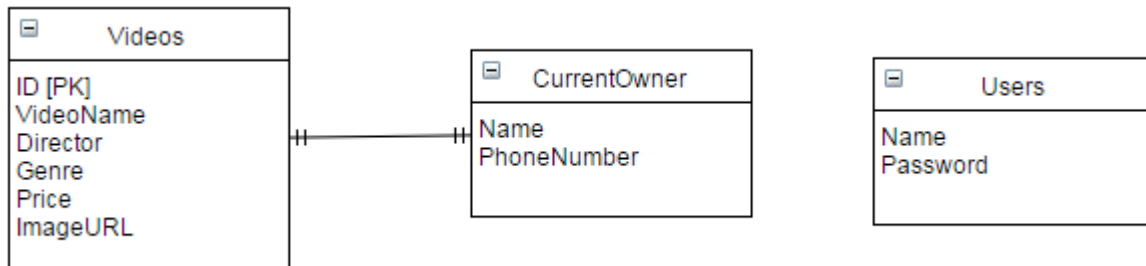 Videos
ID [PK]
VideoName
Director
Genre
Price
ImageURL
CurrentOwner
Name
PhoneNumber
Users
Name
Password